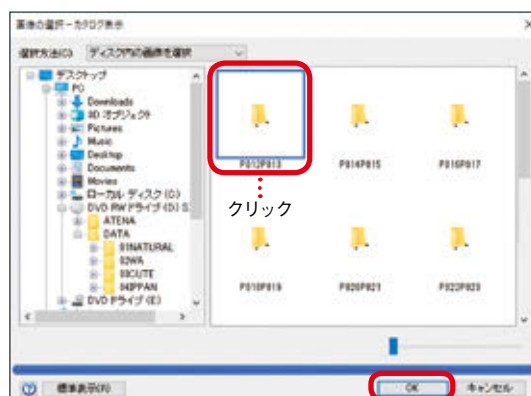 画像の選択-カタログ表示
選択方法(C) ディスク内の画像を選択
デスクトップ
PC
Downloads
3D オブジェクト
Pictures
Music
Desktop
Documents
Movies
ローカル ディスク (C)
DVD RW ドライブ (D) S
ATENA
DATA
01NATURAL
02WA
03CUTE
04IPPAN
DVD ドライブ (E)
P012P013 P014P015 P016P017
クリック
P018P019 P020P021 P022P023
標準表示(R) OK キャンセル